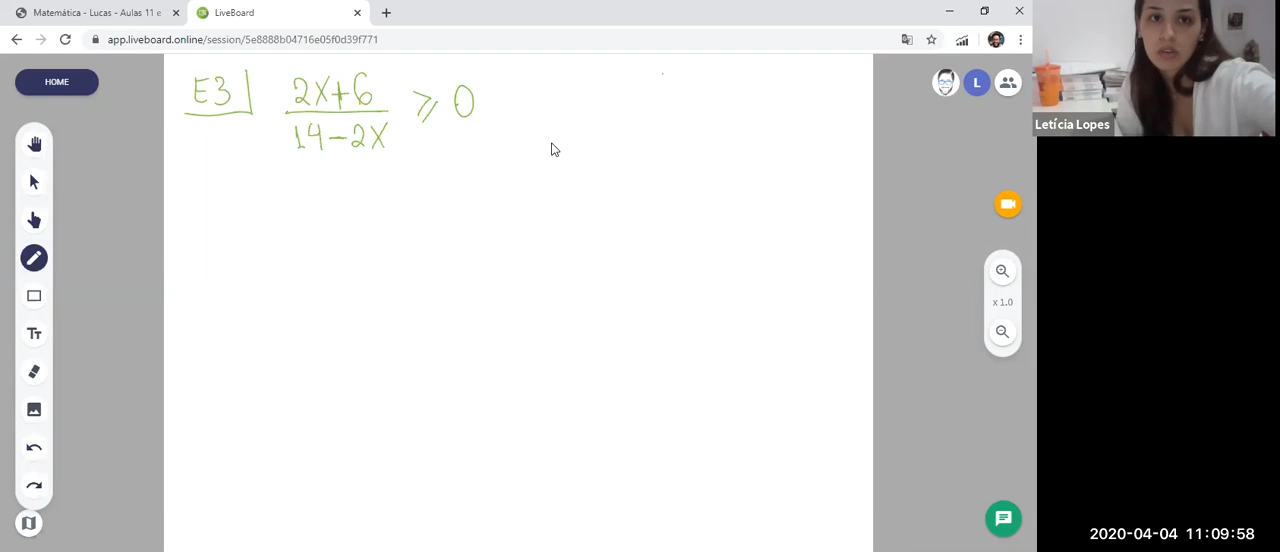 Matemática - Lucas - Aulas 11 e
LiveBoard
app.liveboard.online/session/5e8888b04716e05f0d39f771
HOME
E3
2X+6
14-2X
≥ 0
L
Letícia Lopes
Tт
x 1.0
2020-04-04 11:09:58